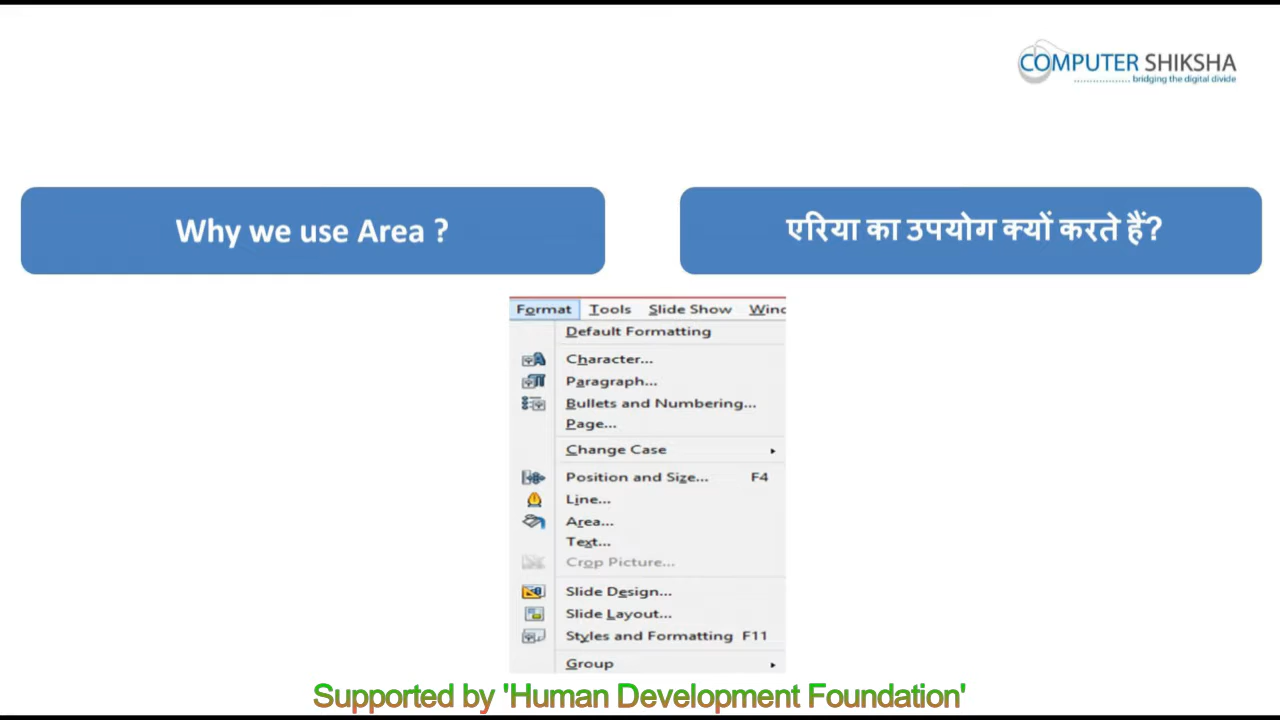 COMPUTER SHIKSHA
bridging the digital divide
Why we use Area ?
एरिया का उपयोग क्यों करते हैं?
Format Tools Slide Show Wind
Default Formatting
Character...
Paragraph...
Bullets and Numbering...
Page...
Change Case
Position and Size... F4
Line...
Area...
Text...
Crop Picture...
Slide Design...
Slide Layout...
Styles and Formatting F11
Group
Supported by 'Human Development Foundation'